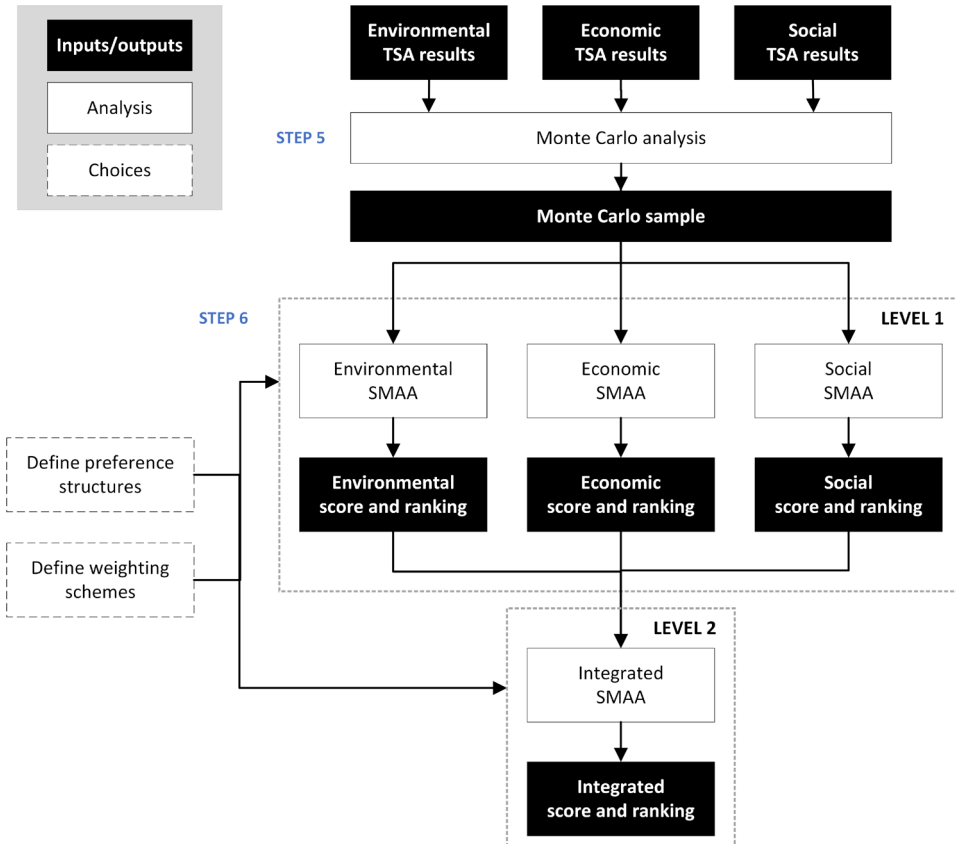 Inputs/outputs
Analysis
Choices
Environmental
TSA results
Economic
TSA results
Social
TSA results
STEP 5
Monte Carlo analysis
Monte Carlo sample
STEP 6
LEVEL 1
Environmental
SMAA
Economic
SMAA
Social
SMAA
Define preference
structures
Environmental
score and ranking
Economic
score and ranking
Social
score and ranking
Define weighting
schemes
LEVEL 2
Integrated
SMAA
Integrated
score and ranking